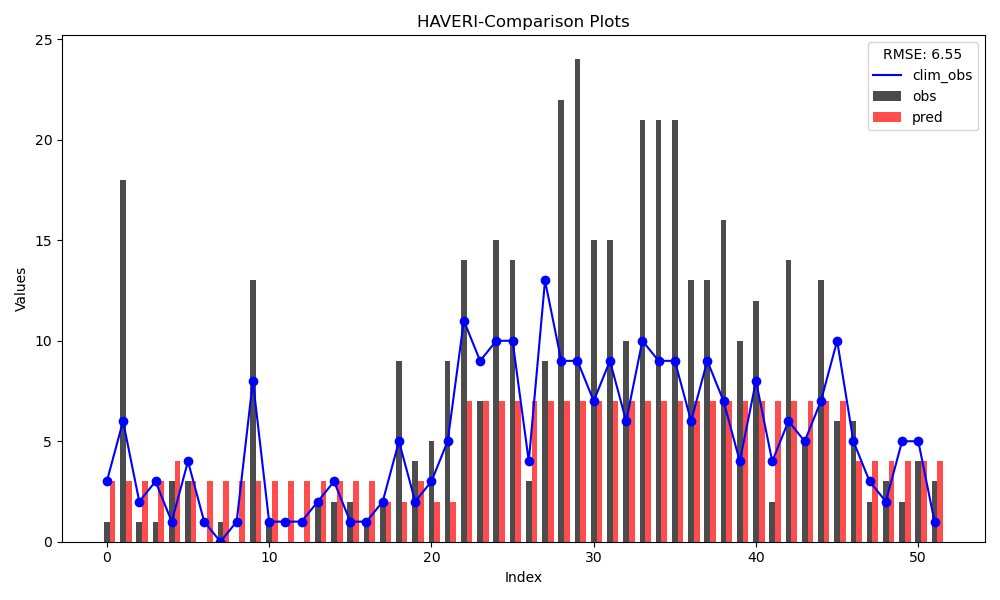 HAVERI-Comparison Plots
RMSE: 6.55
clim_obs
obs
pred
Values
25
20
15
10
5
0
0 10 20 30 40 50
Index